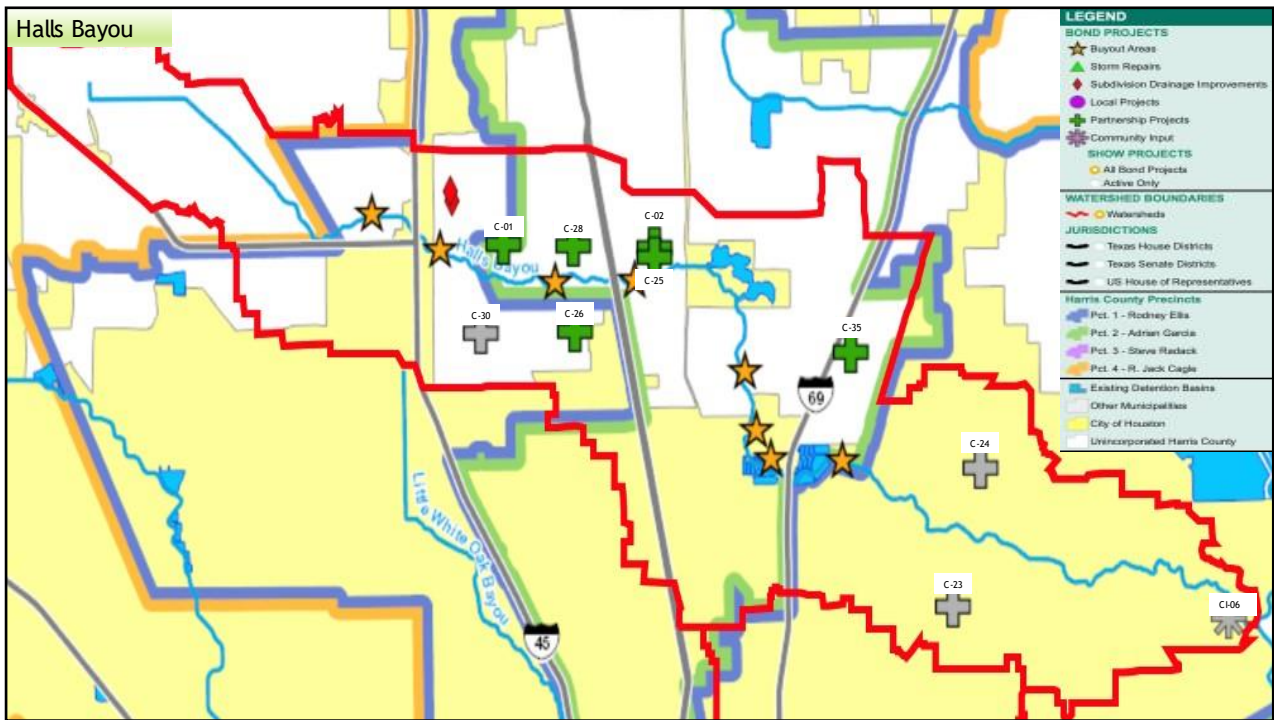 Halls Bayou
LEGEND
BOND PROJECTS
Buyout Areas
Storm Repairs
Subdivision Drainage Improvements
Local Projects
Partnership Projects
Community Input
SHOW PROJECTS
All Bond Projects
Active Only
WATERSHED BOUNDARIES
Watersheds
JURISDICTIONS
Texas House Districts
Texas Senate Districts
US House of Representatives
Harris County Precincts
Pct. 1 - Rodney Ellis
Pct. 2 - Adrian Garcia
Pct. 3 - Steve Radack
Pct. 4 - R. Jack Cagle
Existing Detention Basins
Other Municipalities
City of Houston
Unincorporated Harris County
C-01
C-28
C-02
Halls Bayou
C-25
C-30
C-26
C-35
69
C-24
Little White Oak Bayou
C-23
CI-06
45